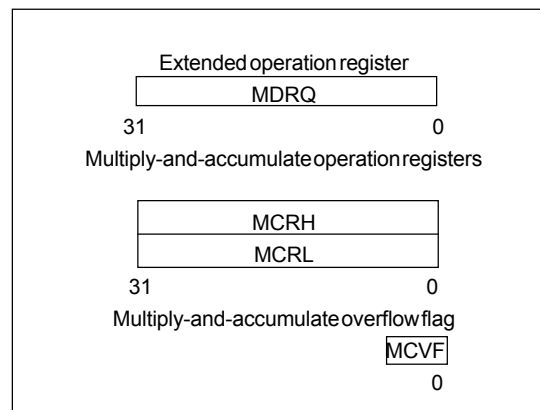 Extended operation register
MDRQ
31 0
Multiply-and-accumulate operation registers
MCRH
MCRL
31 0
Multiply-and-accumulate overflow flag
MCVF
0